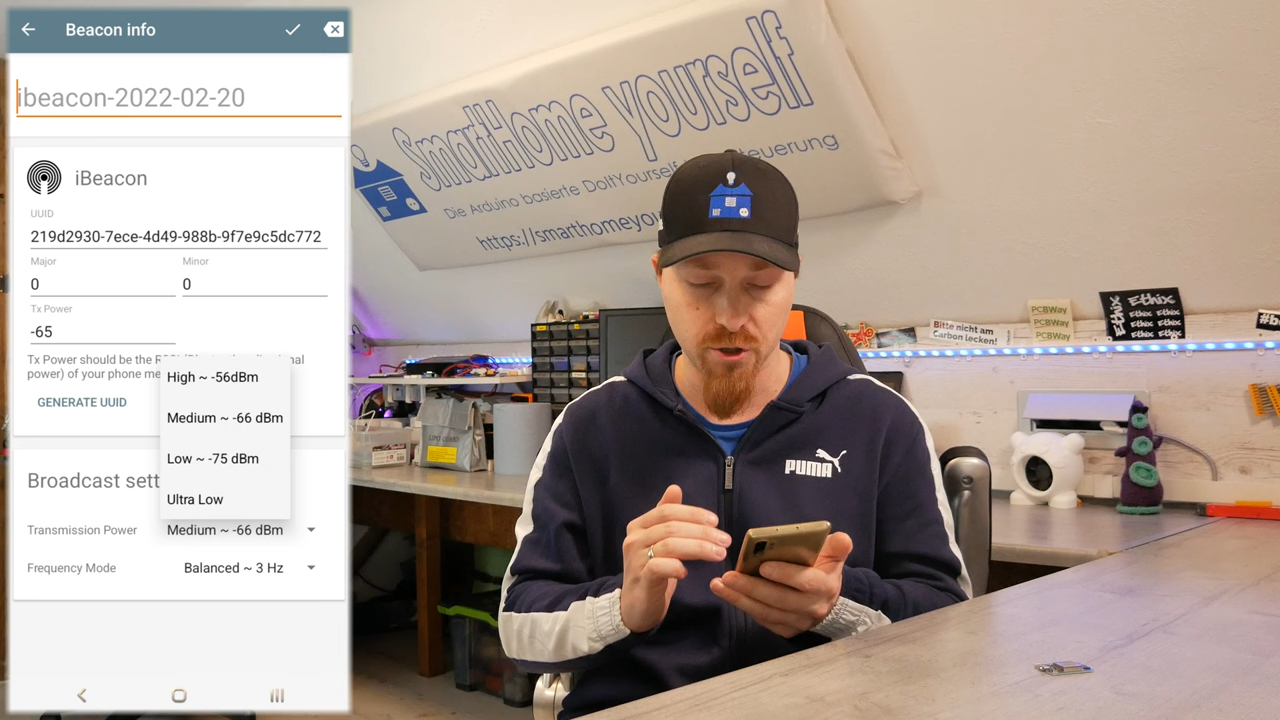 Beacon info
ibeacon-2022-02-20
iBeacon
UUID
219d2930-7ece-4d49-988b-9f7e9c5dc772
Major
Minor
0
0
Tx Power
-65
Tx Power should be the
power) of your phone me
GENERATE UUID
High ~ -56dBm
Medium ~ -66 dBm
Low ~ -75 dBm
Ultra Low
Broadcast sett
Transmission Power
Medium ~ -66 dBm
Frequency Mode
Balanced ~ 3 Hz
SmartHome yourself
Die Arduino basierte DoItYourself
teuerung
https://smarthomeyou
PUMA
Bitte nicht am
Carbon lecken!
PCBWay
PCBWay
PCBWay
Ethix
Ethix
Ethix Ethix
Ethix Ethix